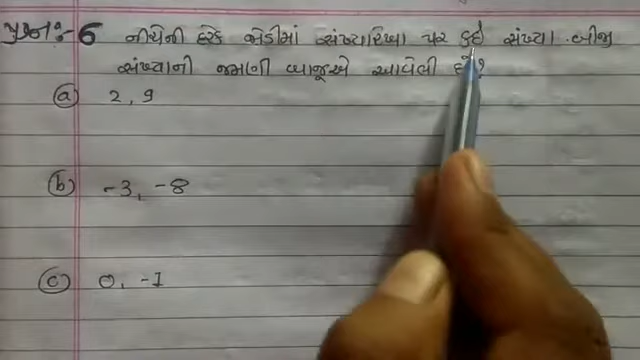 પ્રશ્ન:- 6 નીચેની દરેક જોડીમાં સંખ્યારેખા પર કઈ સંખ્યા બીજી
સંખ્યાની જમણી બાજુએ આવેલી છે?
(a) 2, 9
(b) -3, -8
(c) 0, -1